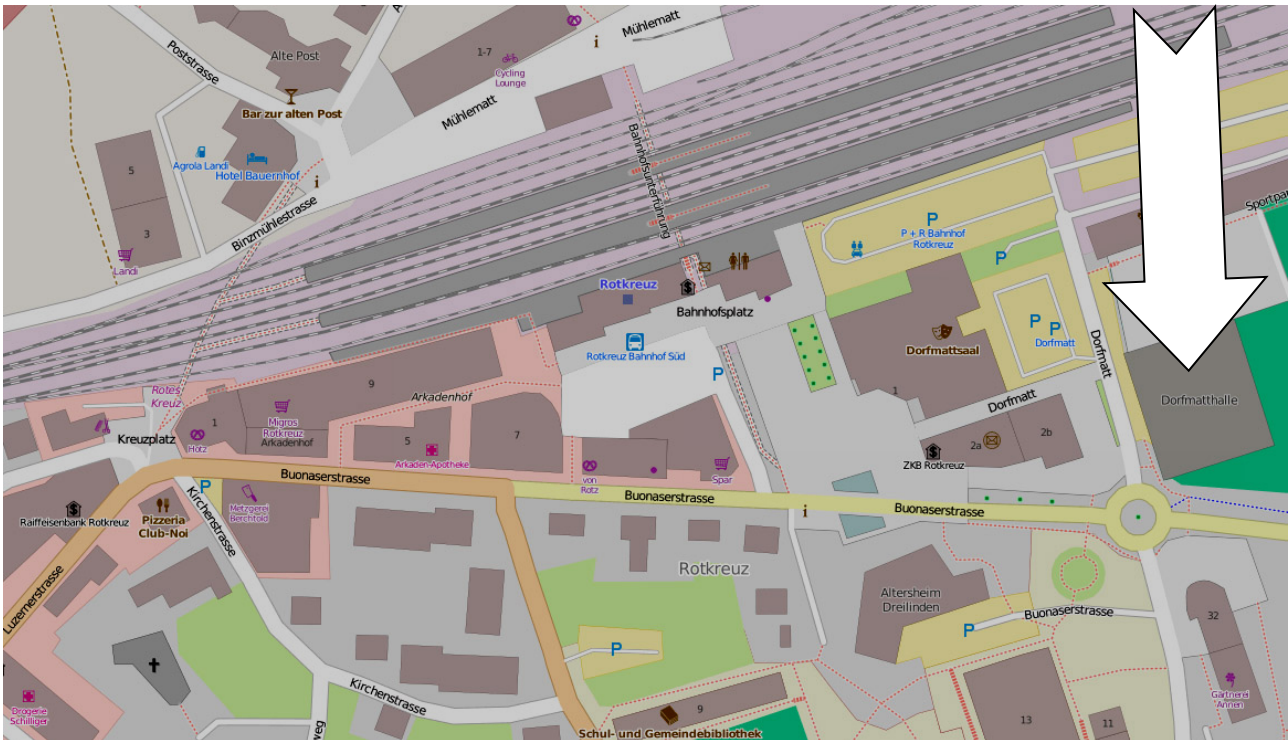 Mühlematt
i
1-7
Alte Post
Poststrasse
A
Cycling
Lounge
Bar zur alten Post
Mühlematt
Bahnhofsunterführung
5
Agrola Landi
Hotel Bauernhof
i
Sportpar
P
P + R Bahnhof
Rotkreuz
3
Binzmühlestrasse
Landi
P
Rotkreuz
$
Bahnhofsplatz
P
P
Dorfmatt
Dorfmatt
Dorfmattsaal
Rotkreuz Bahnhof Süd
P
9
Rotes
Kreuz
Arkadenhof
1
Dorfmatt
Dorfmatthalle
1
Migros
Rotkreuz
Arkadenhof
Kreuzplatz
Hotz
5
7
2a
2b
Arkaden-Apotheke
$
ZKB Rotkreuz
Buonaserstrasse
von
Rotz
Spar
P
Buonaserstrasse
i
Buonaserstrasse
$
Raiffeisenbank Rotkreuz
Pizzeria
Club-Noi
Metzgerei
Berchtold
Kirchenstrasse
Rotkreuz
Altersheim
Dreilinden
Luzernerstrasse
Buonaserstrasse
32
P
P
Kirchenstrasse
Drogerie
Schilliger
weg
9
Gärtnerei
Annen
13
11
Schul- und Gemeindebibliothek